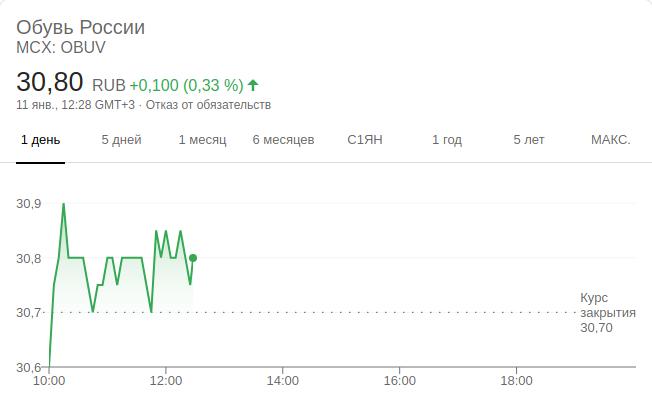 Обувь России
MCX: OBUV
30,80 RUB +0,100 (0,33 %)
11 янв., 12:28 GMT+3 · Отказ от обязательств
1 день 5 дней 1 месяц 6 месяцев С1ЯН 1 год 5 лет МАКС.
30,9
30,8
Курс
30,7 закрытия
30,70
30,6
10:00 12:00 14:00 16:00 18:00